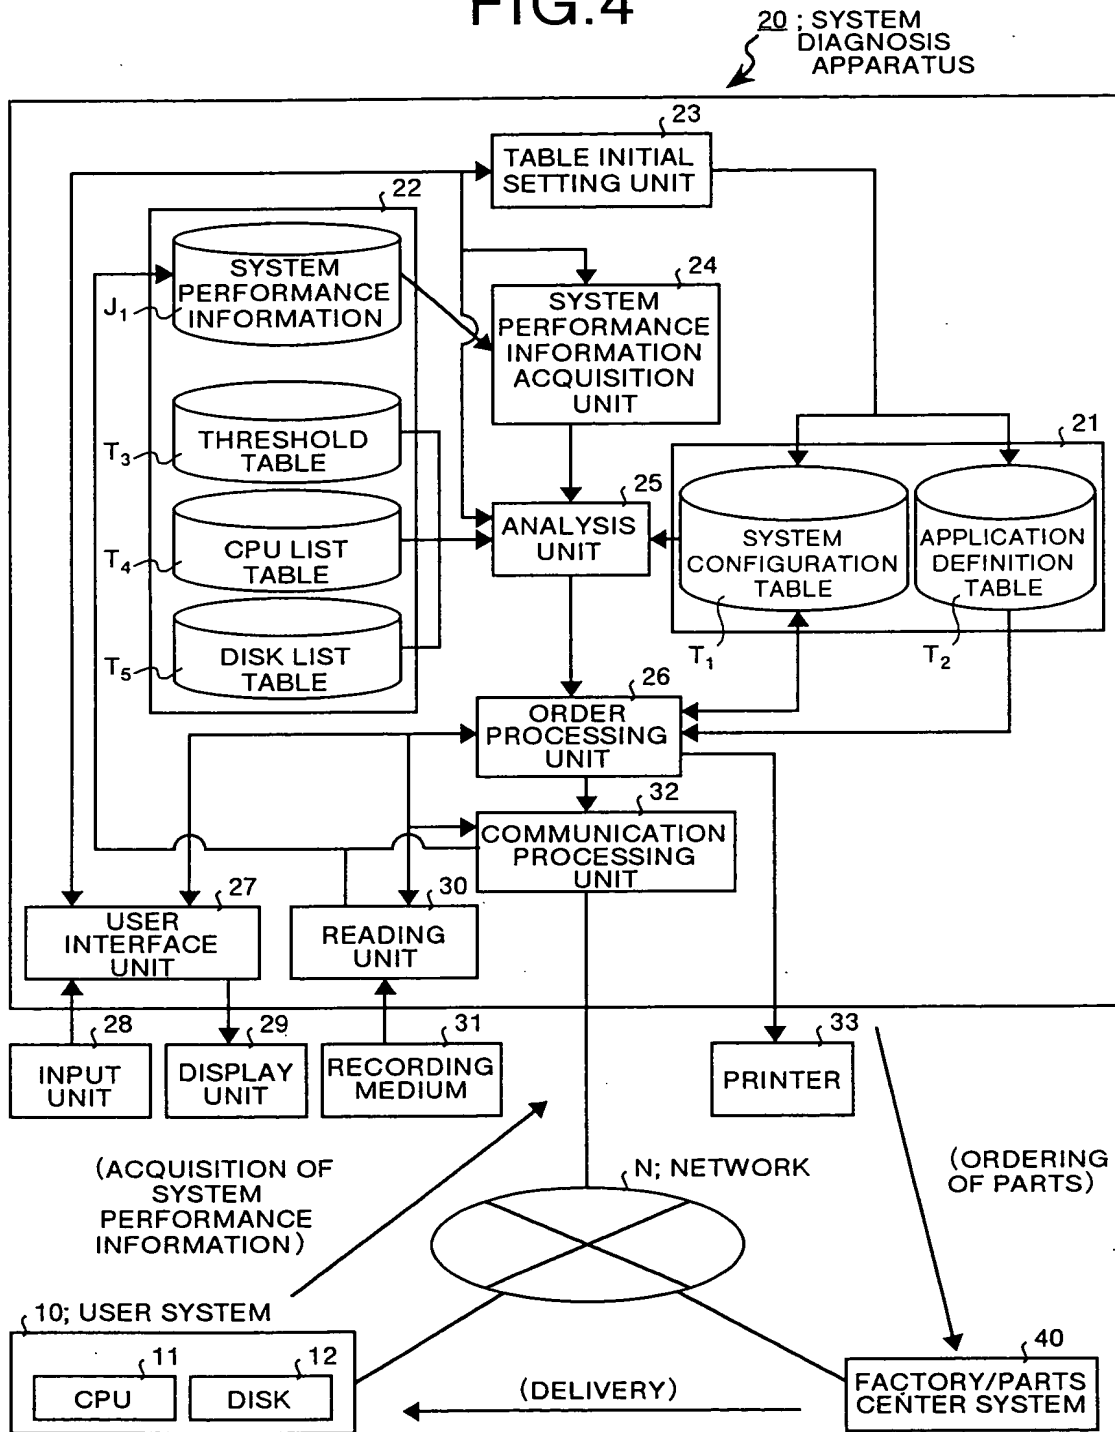 FIG.4
20 ; SYSTEM
DIAGNOSIS
APPARATUS
23
TABLE INITIAL
SETTING UNIT
22
SYSTEM
PERFORMANCE
INFORMATION
J1
24
SYSTEM
PERFORMANCE
INFORMATION
ACQUISITION
UNIT
THRESHOLD
TABLE
T3
21
25
ANALYSIS
UNIT
SYSTEM
CONFIGURATION
TABLE
APPLICATION
DEFINITION
TABLE
CPU LIST
TABLE
T4
T1
T2
DISK LIST
TABLE
T5
26
ORDER
PROCESSING
UNIT
32
COMMUNICATION
PROCESSING
UNIT
27
USER
INTERFACE
UNIT
30
READING
UNIT
28
INPUT
UNIT
29
DISPLAY
UNIT
31
RECORDING
MEDIUM
33
PRINTER
(ACQUISITION OF
SYSTEM
PERFORMANCE
INFORMATION)
N; NETWORK
(ORDERING
OF PARTS)
10; USER SYSTEM
11
CPU
12
DISK
(DELIVERY)
40
FACTORY/PARTS
CENTER SYSTEM